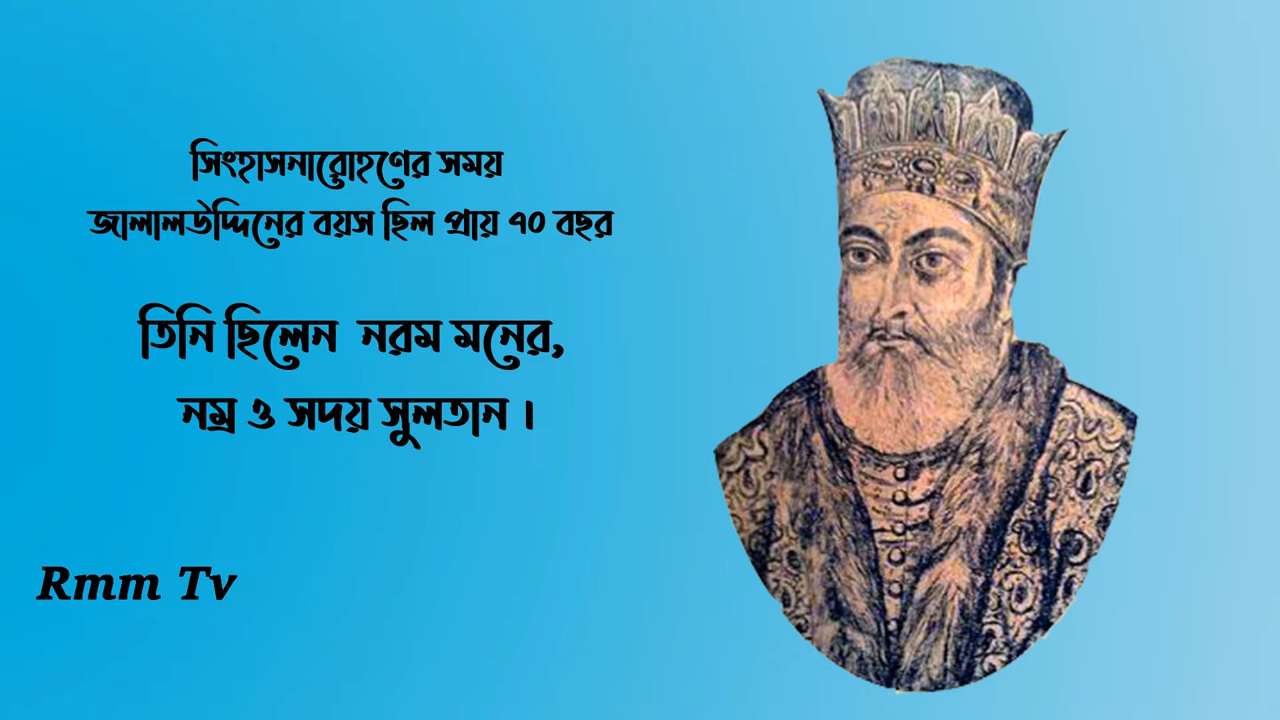 সিংহাসনারোহণের সময়
জালালউদ্দিনের বয়স ছিল প্রায় ৭০ বছর
তিনি ছিলেন নরম মনের,
নম্র ও সদয় সুলতান ।
Rmm Tv